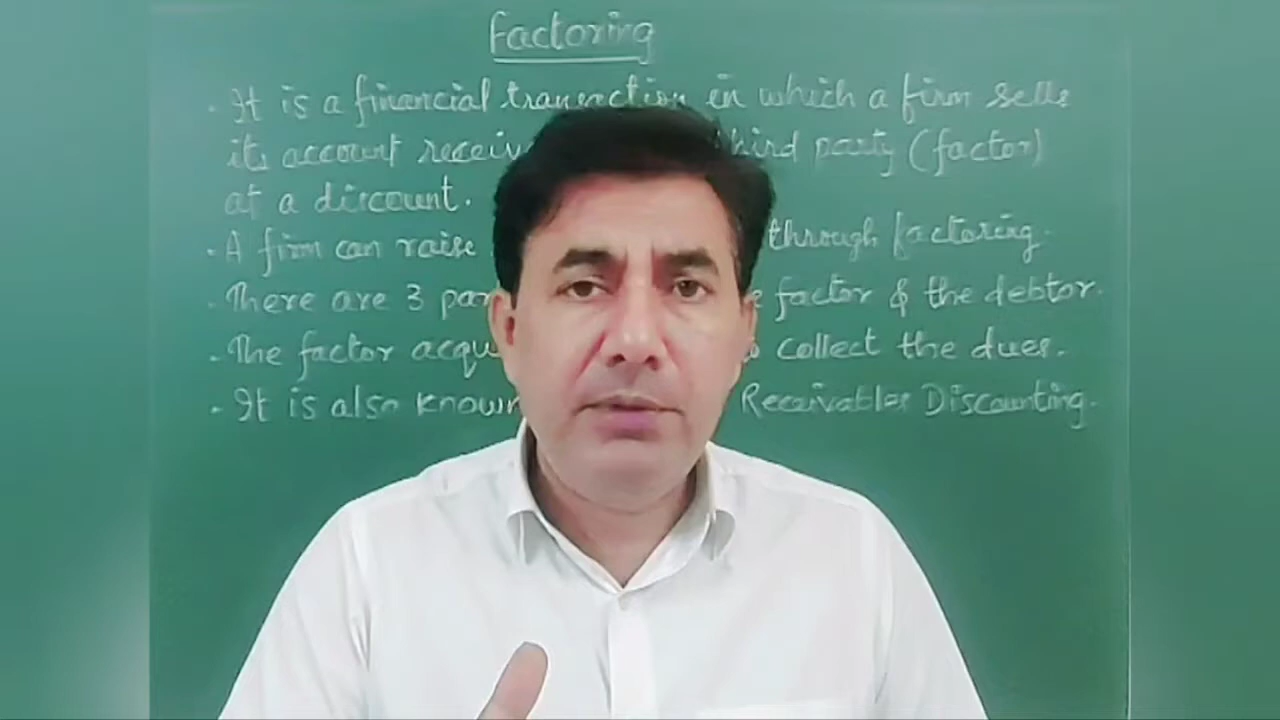 Factoring
. It is a financial transaction in which a firm sells
its account receiv third party (factor)
at a discount.
. A firm can raise through factoring.
. There are 3 par factor & the debtor.
. The factor acqu collect the dues.
. It is also known Receivables Discounting.